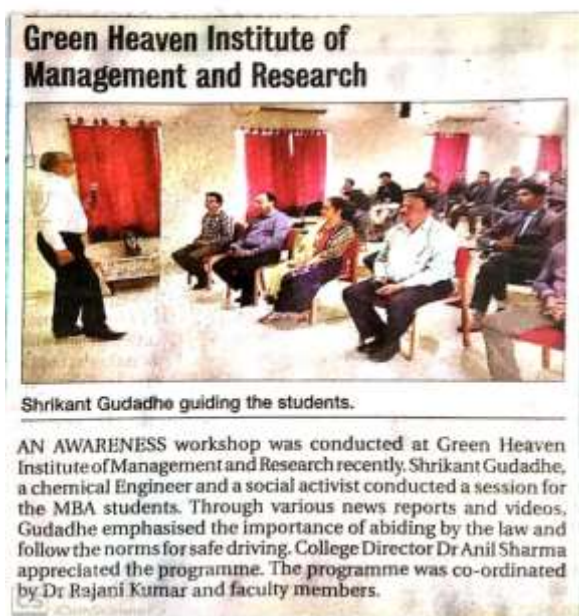 Green Heaven Institute of
Management and Research
Shrikant Gudadhe guiding the students.
AN AWARENESS workshop was conducted at Green Heaven
Institute of Management and Research recently. Shrikant Gudadhe,
a chemical Engineer and a social activist conducted a session for
the MBA students. Through various news reports and videos,
Gudadhe emphasised the importance of abiding by the law and
follow the norms for safe driving. College Director Dr Anil Sharma
appreciated the programme. The programme was co-ordinated
by Dr Rajani Kumar and faculty members.